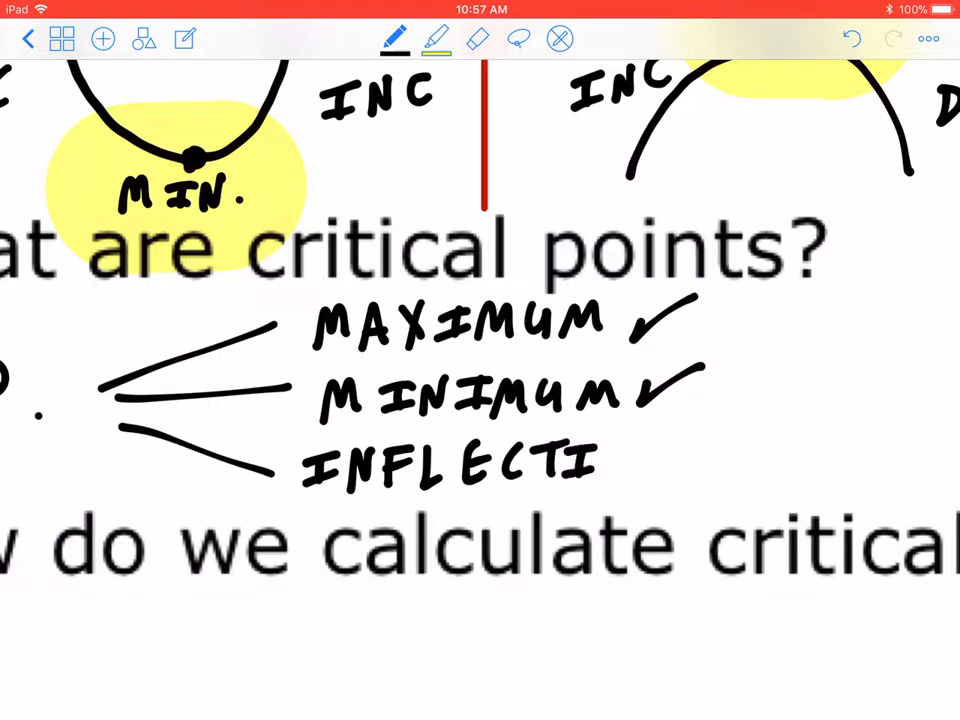 iPad 10:57 AM 100%
INC INC D
MIN.
at are critical points?
MAXIMUM
MINIMUM
INFLECTI
w do we calculate critical